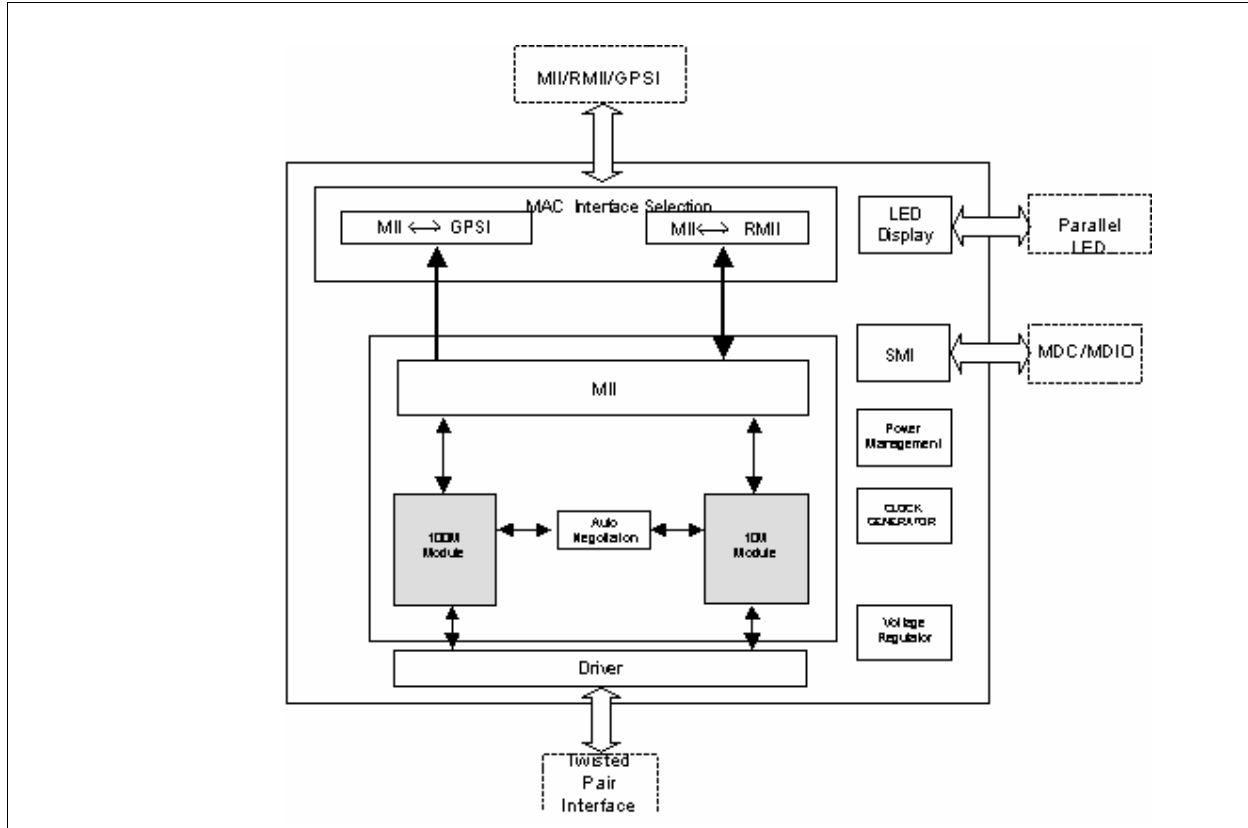 MII/RMII/GPSI
MAC Interface Selection
MII <--> GPSI
MII <--> RMII
LED
Display
Parallel
LED
SMI
MDC/MDIO
MII
Power
Management
CLOCK
GENERATOR
100M
Module
Auto
Negotiation
10M
Module
Voltage
Regulator
Driver
Twisted
Pair
Interface